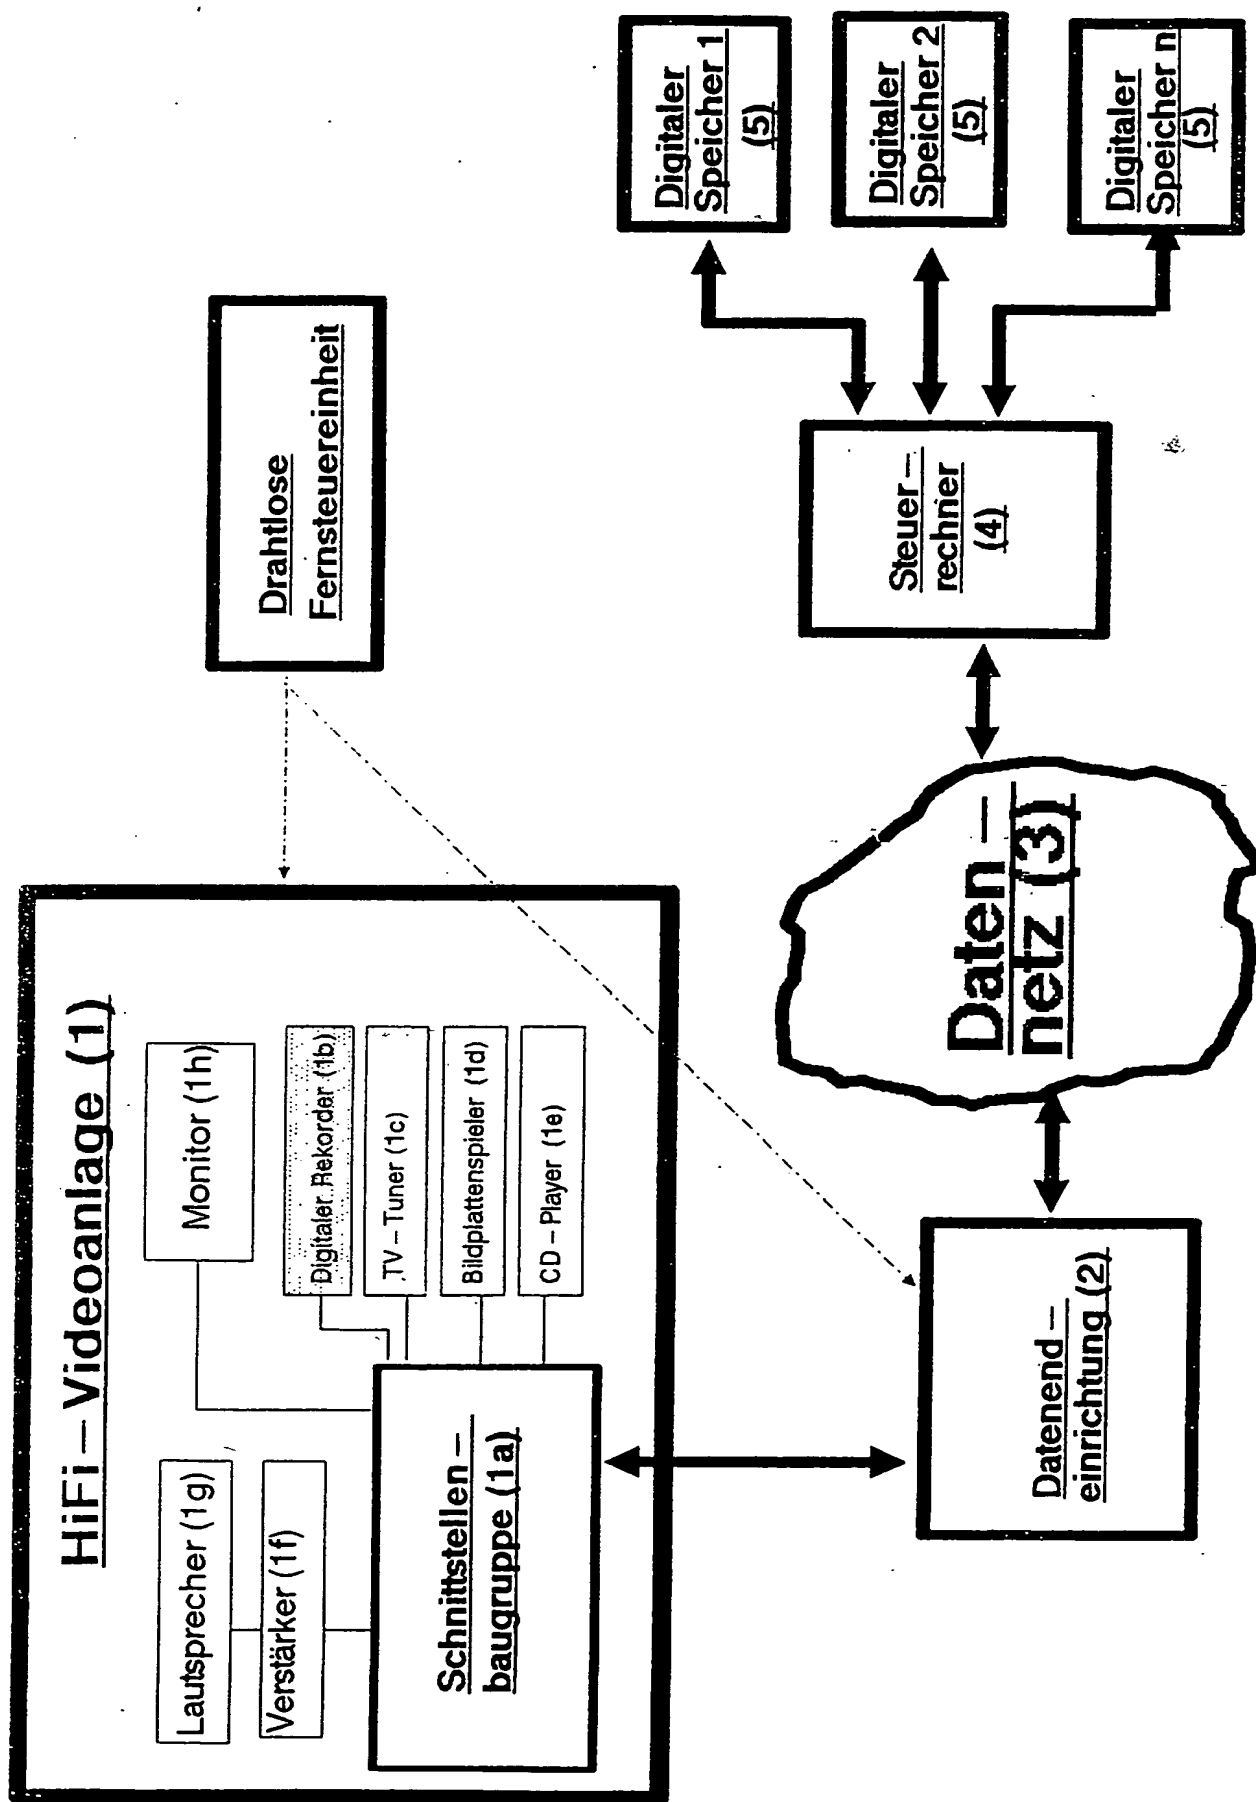 HiFi–Videoanlage (1)
Lautsprecher (1g)
Verstärker (1f)
Monitor (1h)
Digitaler Rekorder (1b)
TV–Tuner (1c)
Bildplattenspieler (1d)
CD–Player (1e)
Schnittstellen–
baugruppe (1a)
Drahtlose
Fernsteuereinheit
Datenend–
einrichtung (2)
Daten–
netz (3)
Steuer–
rechner
(4)
Digitaler
Speicher 1
(5)
Digitaler
Speicher 2
(5)
Digitaler
Speicher n
(5)